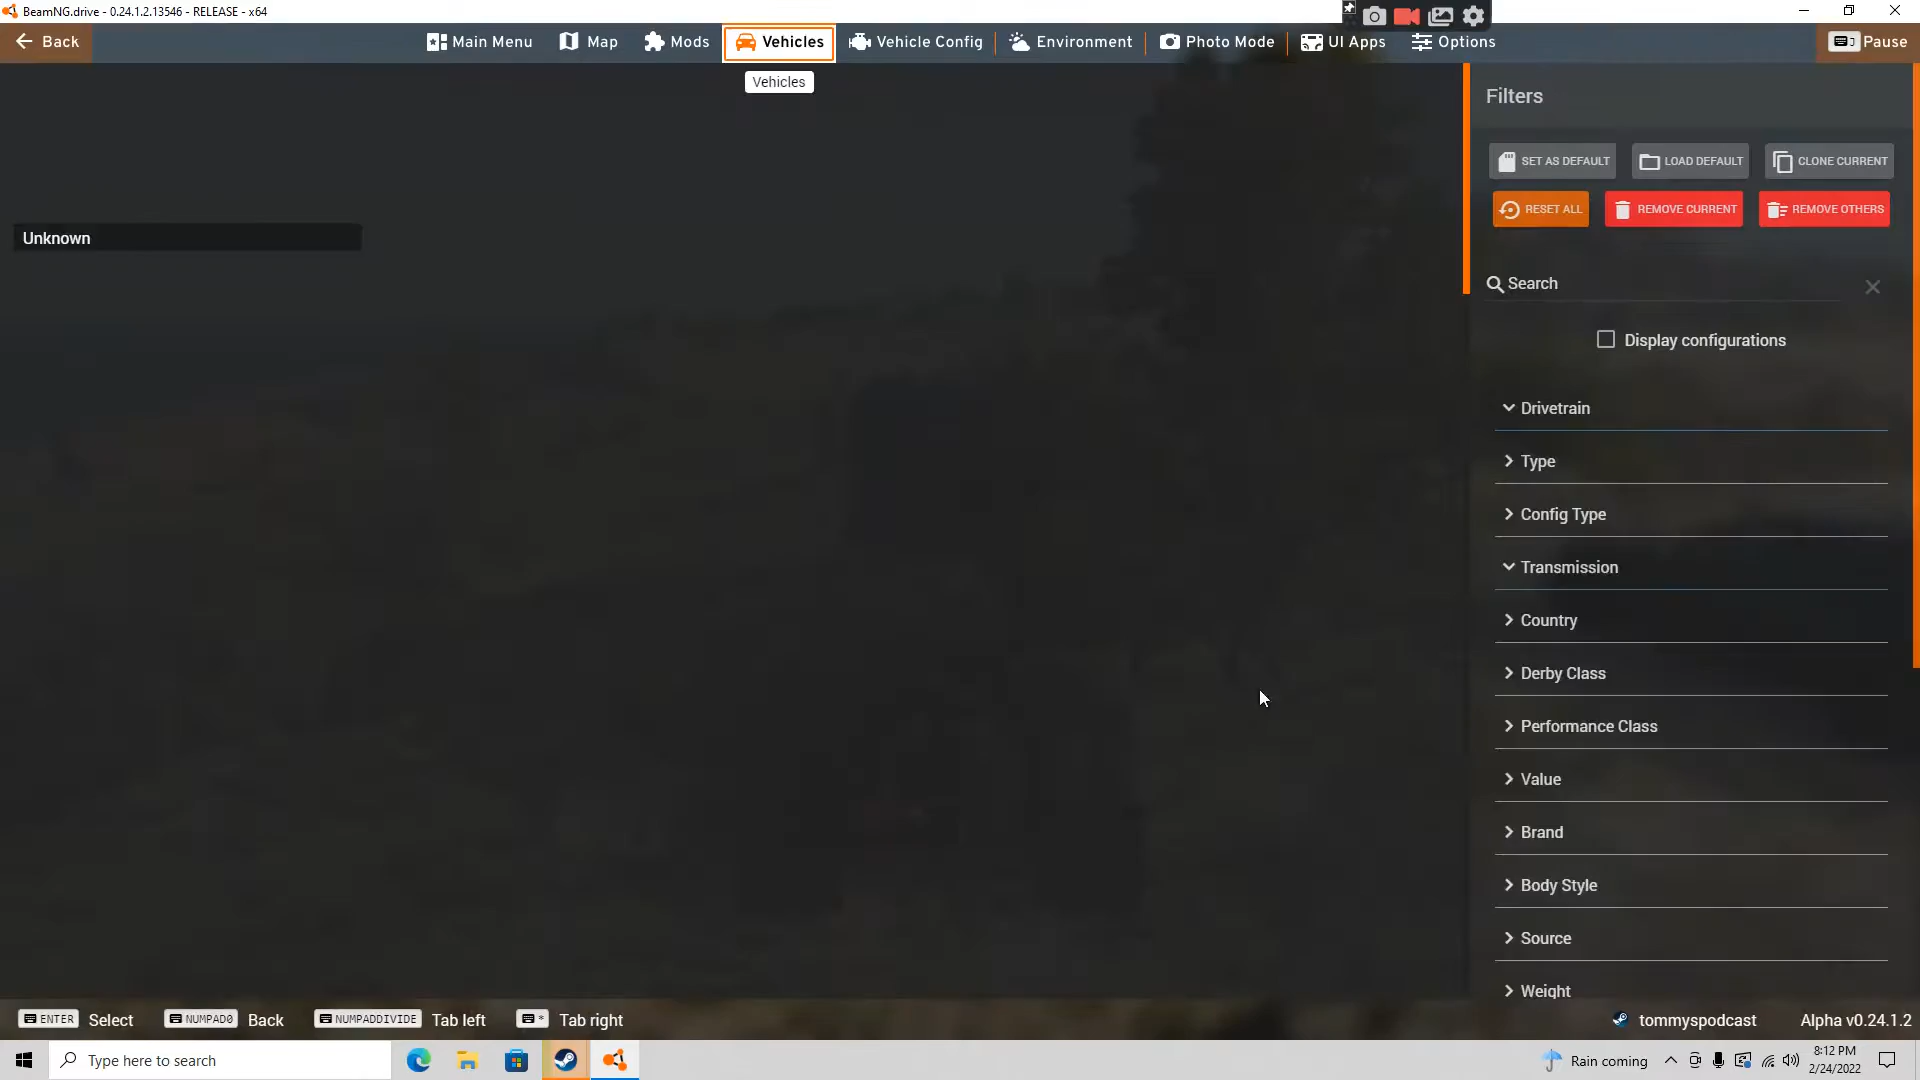 BeamNG.drive - 0.24.1.2.13546 - RELEASE - x64
Back
Main Menu
Map
Mods
Vehicles
Vehicle Config
Environment
Photo Mode
UI Apps
Options
J
Pause
Vehicles
Filters
SET AS DEFAULT
LOAD DEFAULT
CLONE CURRENT
RESET ALL
REMOVE CURRENT
REMOVE OTHERS
Unknown
Search
Display configurations
Drivetrain
Type
Config Type
Transmission
Country
Derby Class
Performance Class
Value
Brand
Body Style
Source
Weight
ENTER Select
NUMPAD0 Back
NUMPADDIVIDE Tab left
* Tab right
tommyspodcast
Alpha v0.24.1.2
Type here to search
Rain coming
8:12 PM
2/24/2022